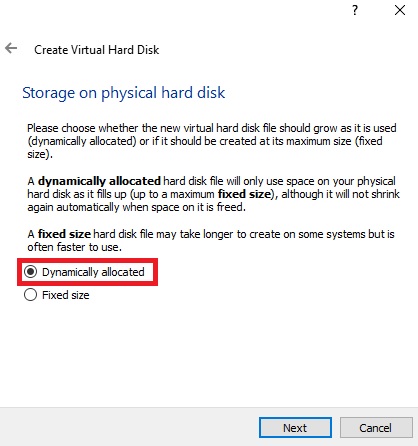 ?
Create Virtual Hard Disk
Storage on physical hard disk
Please choose whether the new virtual hard disk file should grow as it is used
(dynamically allocated) or if it should be created at its maximum size (fixed
size).
A dynamically allocated hard disk file will only use space on your physical
hard disk as it fills up (up to a maximum fixed size), although it will not shrink
again automatically when space on it is freed.
A fixed size hard disk file may take longer to create on some systems but is
often faster to use.
Dynamically allocated
Fixed size
Next Cancel